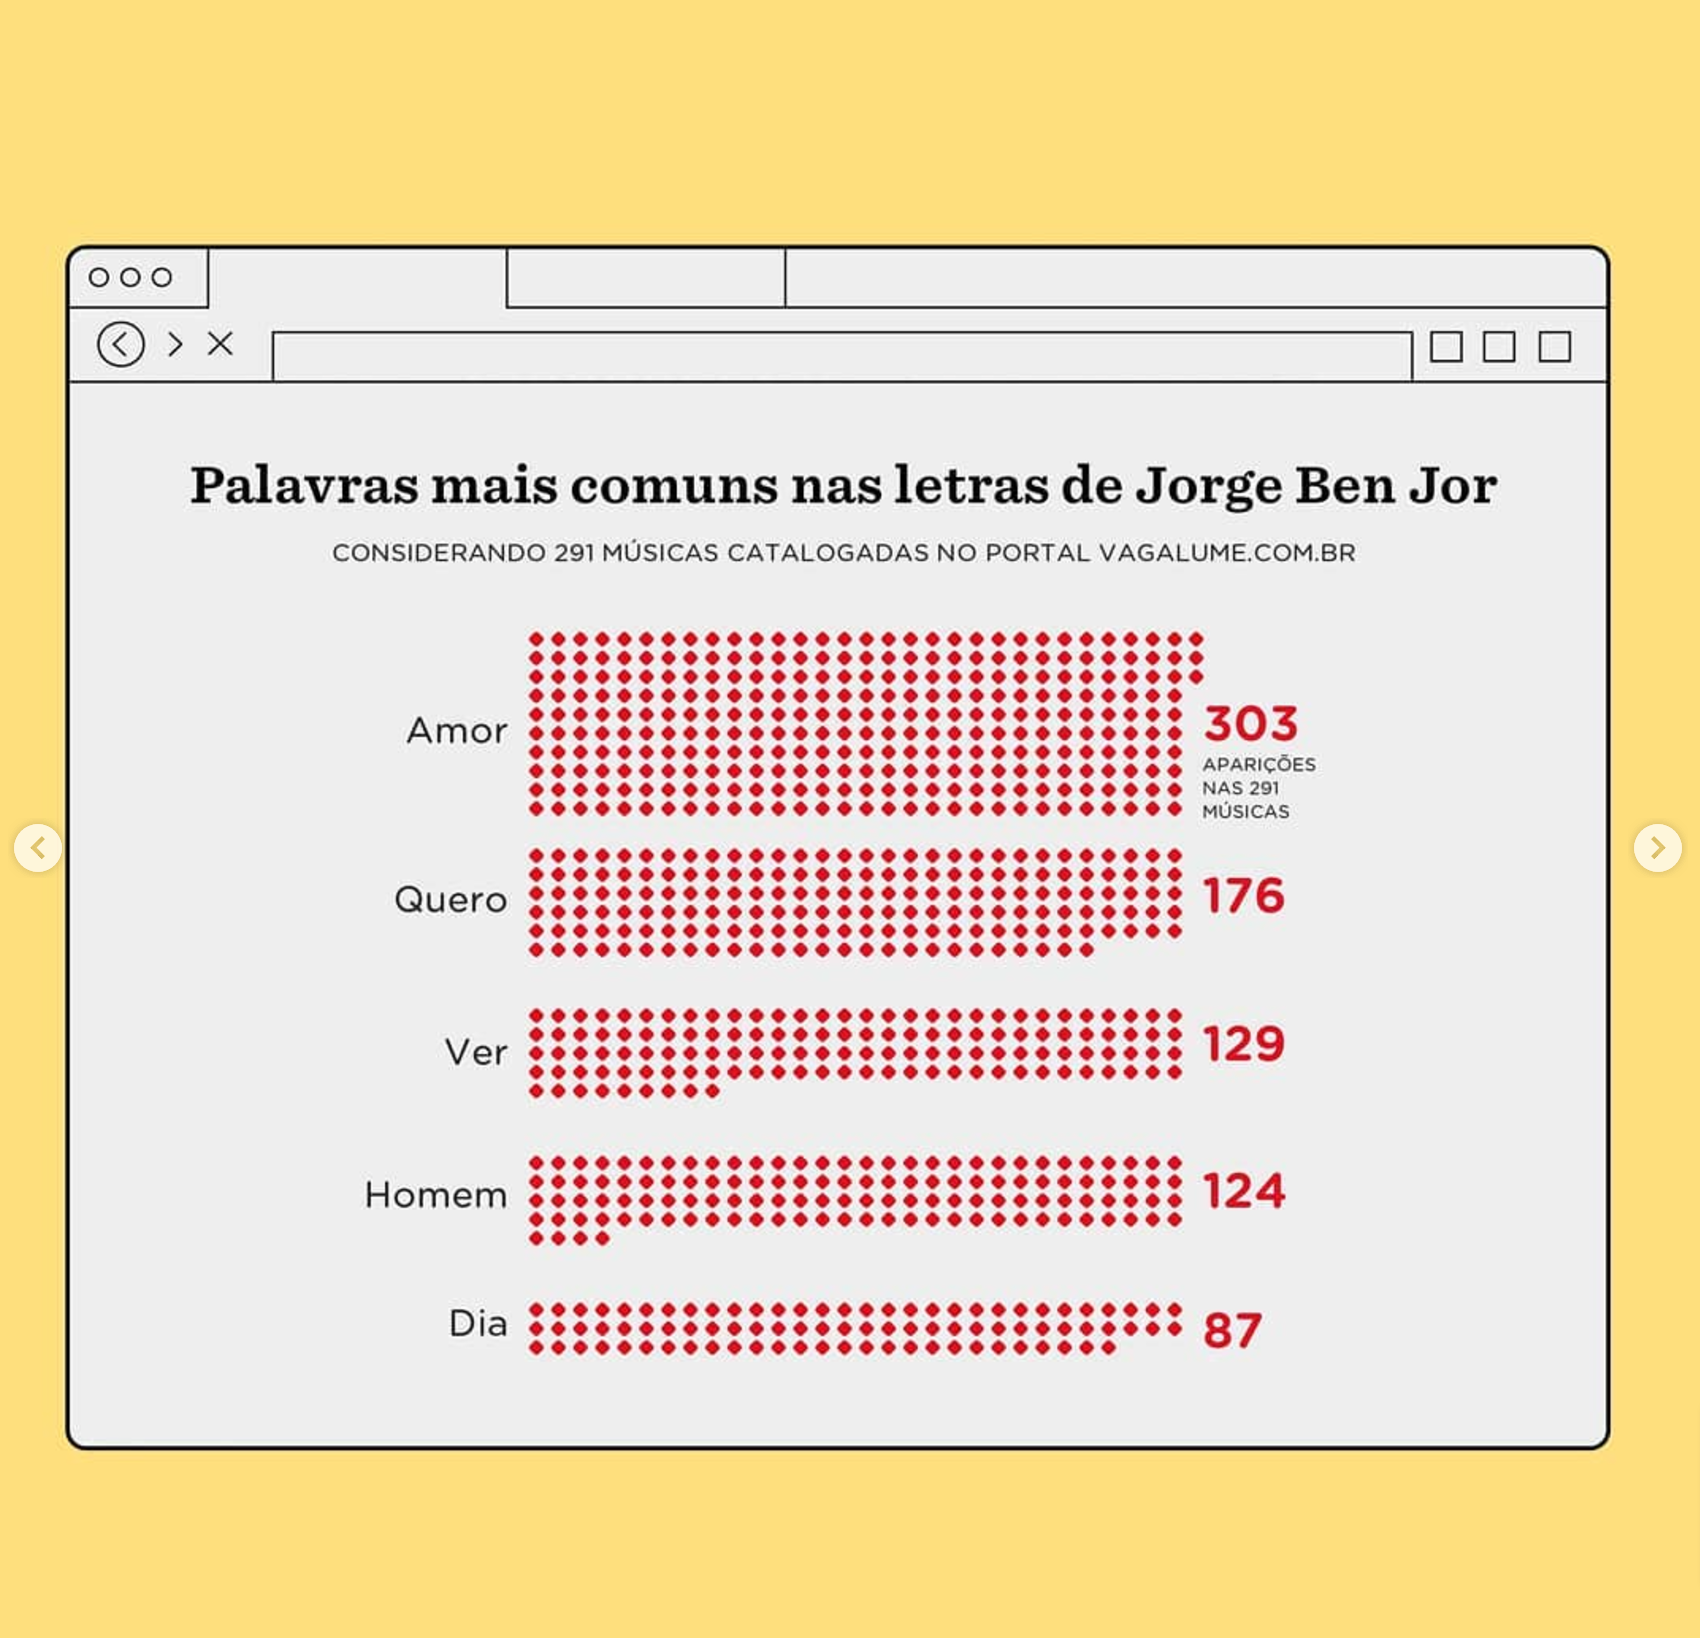 Palavras mais comuns nas letras de Jorge Ben Jor
CONSIDERANDO 291 MÚSICAS CATALOGADAS NO PORTAL VAGALUME.COM.BR
Amor
303
APARIÇÕES
NAS 291
MÚSICAS
Quero
176
Ver
129
Homem
124
Dia
87